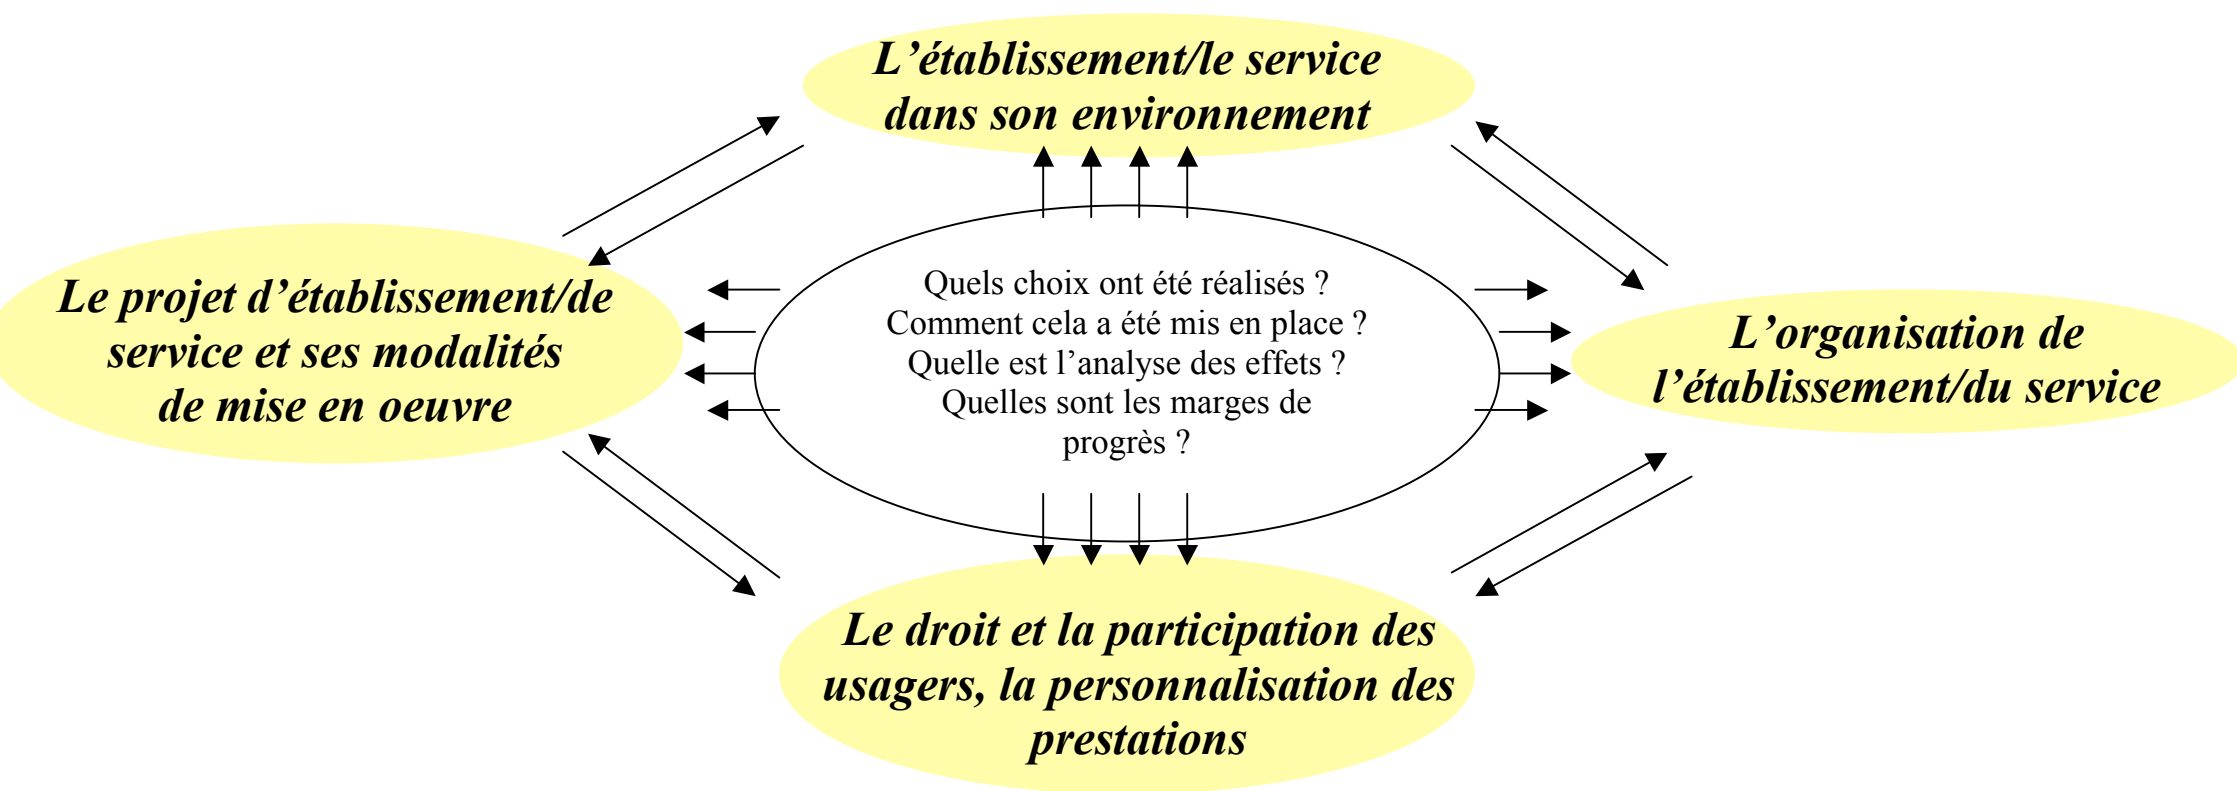 L’établissement/le service
dans son environnement
Le projet d’établissement/de
service et ses modalités
de mise en oeuvre
Quels choix ont été réalisés ?
Comment cela a été mis en place ?
Quelle est l’analyse des effets ?
Quelles sont les marges de
progrès ?
L’organisation de
l’établissement/du service
Le droit et la participation des
usagers, la personnalisation des
prestations